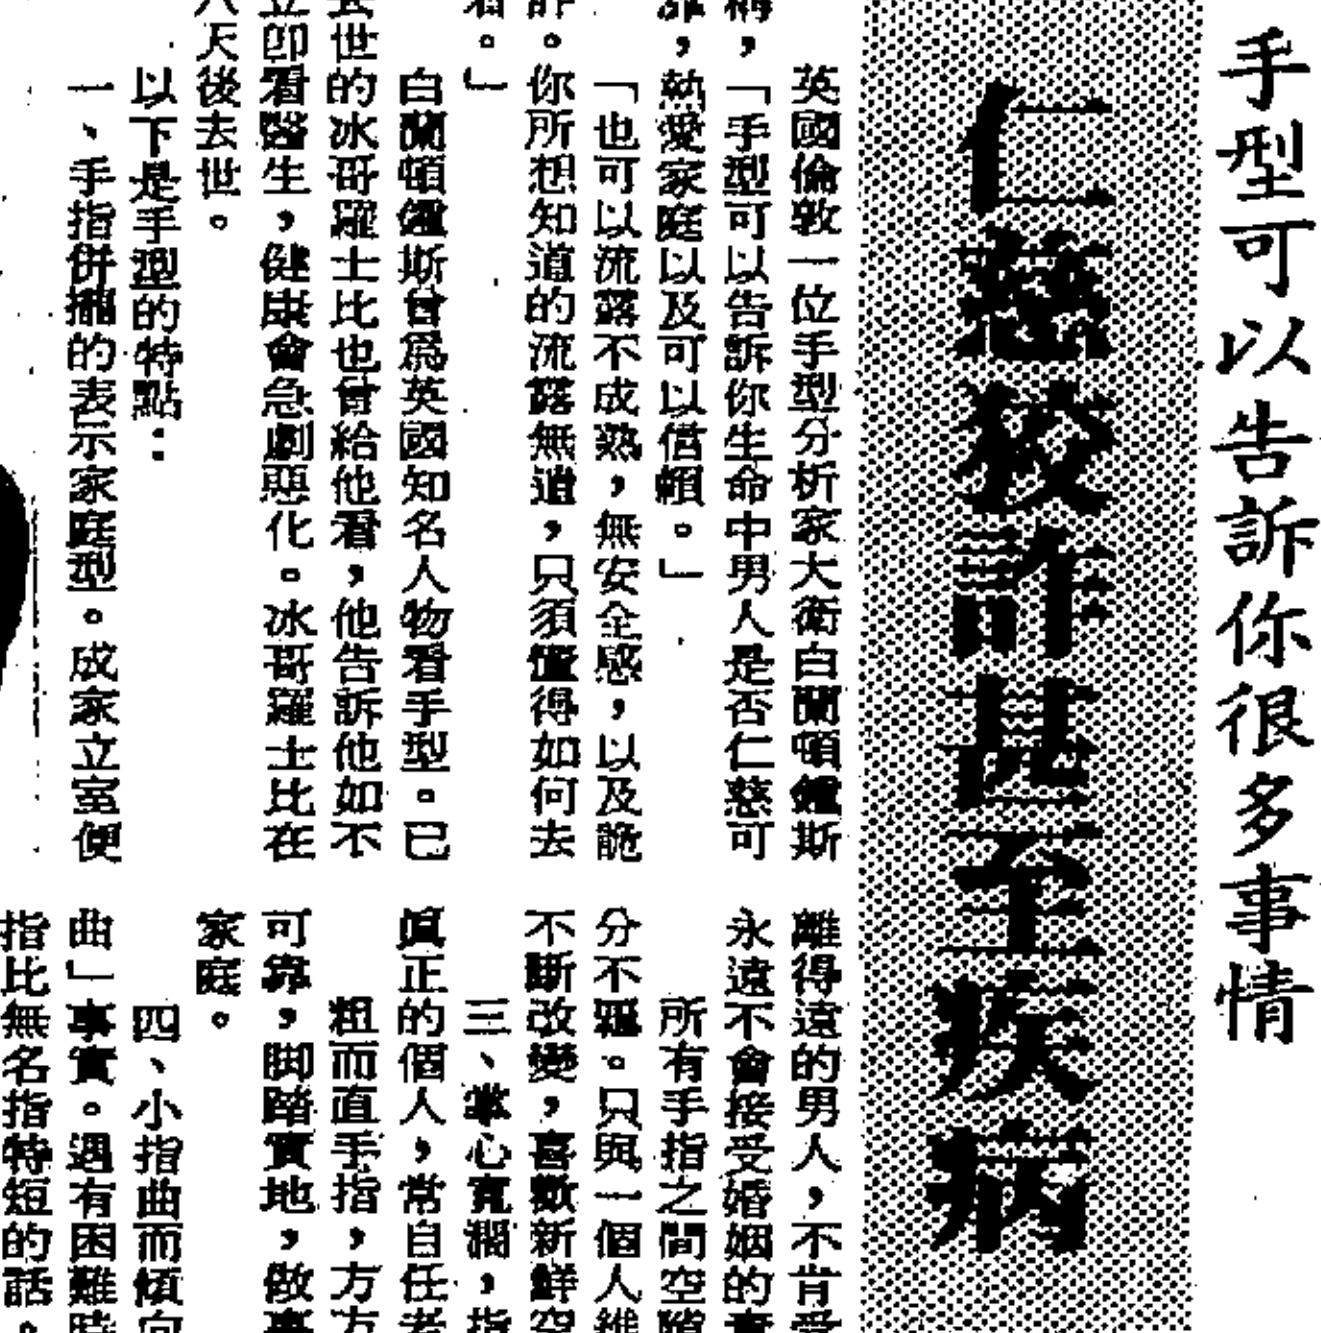 手型可以告訴你很多事情
仁慈狡詐甚至疾病
英國倫敦一位手型分析家大衛白蘭頓鐘斯
稱，「手型可以告訴你生命中男人是否仁慈可
靠，熱愛家庭以及可以信賴。」
「也可以流露不成熟，無安全感，以及詭
詐。你所想知道的流露無遺，只須懂得如何去
看。」
白蘭頓鐘斯曾爲英國知名人物看手型。已
去世的冰哥羅士比也曾給他看，他告訴他如不
立卽看醫生，健康會急劇惡化。冰哥羅士比在
八天後去世。
以下是手型的特點：
一、手指併攏的表示家庭型。成家立室便
離得遠的男人，不肯受
永遠不會接受婚姻的責
所有手指之間空隙
分不羈。只與一個人維
不斷改變，喜歡新鮮空
三、掌心寬濶，指
眞正的個人，常自任老
粗而直手指，方方
可靠，脚踏實地，做事
家庭。
四、小指曲而傾向
曲」事實。遇有困難時
指比無名指特短的話，